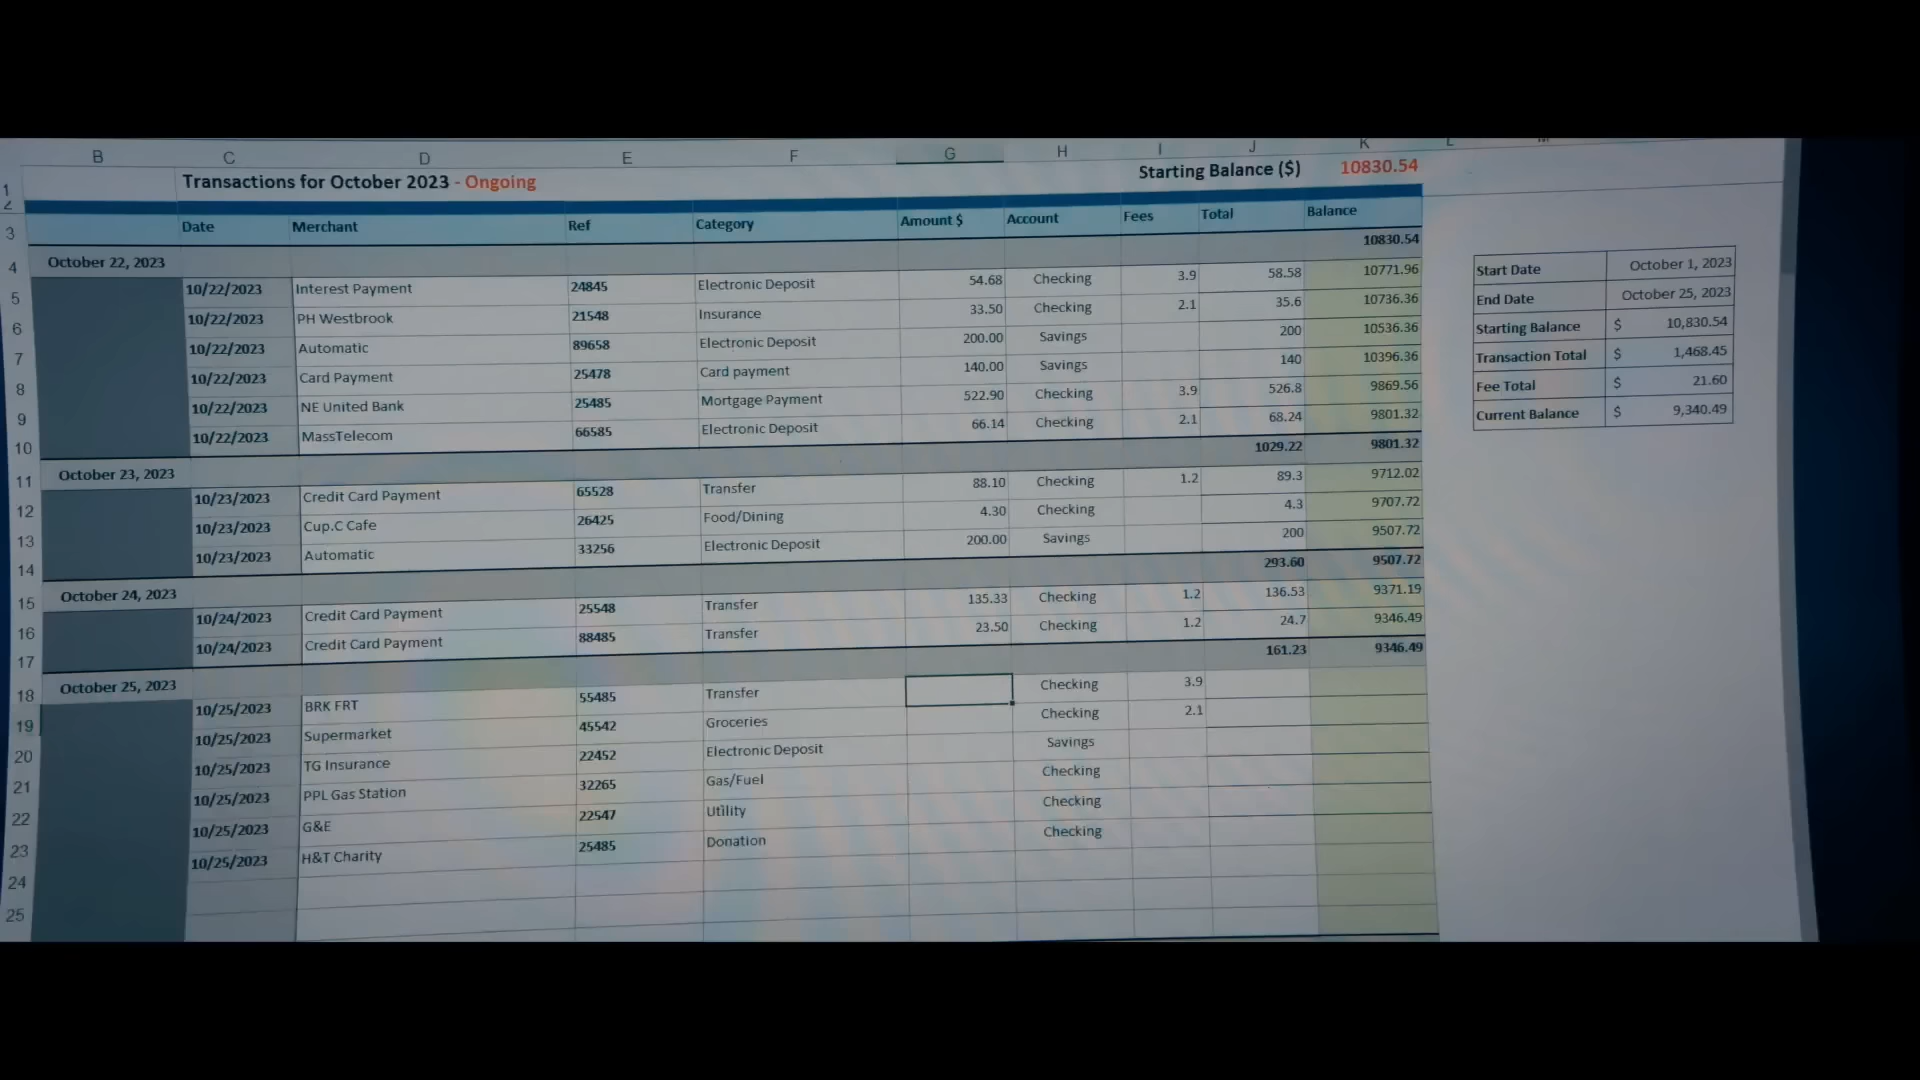 B C D E F G H I J K L
1 Transactions for October 2023 - Ongoing Starting Balance ($) 10830.54
2
3 Date Merchant Ref Category Amount $ Account Fees Total Balance
4 October 22, 2023 10830.54
5 10/22/2023 Interest Payment 24845 Electronic Deposit 54.68 Checking 3.9 58.58 10771.96
6 10/22/2023 PH Westbrook 21548 Insurance 33.50 Checking 2.1 35.6 10736.36
7 10/22/2023 Automatic 89658 Electronic Deposit 200.00 Savings 200 10536.36
8 10/22/2023 Card Payment 25478 Card payment 140.00 Savings 140 10396.36
9 10/22/2023 NE United Bank 25485 Mortgage Payment 522.90 Checking 3.9 526.8 9869.56
10 10/22/2023 MassTelecom 66585 Electronic Deposit 66.14 Checking 2.1 68.24 9801.32
11 October 23, 2023 1029.22 9801.32
12 10/23/2023 Credit Card Payment 65528 Transfer 88.10 Checking 1.2 89.3 9712.02
13 10/23/2023 Cup.C Cafe 26425 Food/Dining 4.30 Checking 4.3 9707.72
14 10/23/2023 Automatic 33256 Electronic Deposit 200.00 Savings 200 9507.72
15 October 24, 2023 293.60 9507.72
16 10/24/2023 Credit Card Payment 25548 Transfer 135.33 Checking 1.2 136.53 9371.19
17 10/24/2023 Credit Card Payment 88485 Transfer 23.50 Checking 1.2 24.7 9346.49
18 October 25, 2023 161.23 9346.49
19 10/25/2023 BRK FRT 55485 Transfer Checking 3.9
20 10/25/2023 Supermarket 45542 Groceries Checking 2.1
21 10/25/2023 TG Insurance 22452 Electronic Deposit Savings
22 10/25/2023 PPL Gas Station 32265 Gas/Fuel Checking
23 10/25/2023 G&E 22547 Utility Checking
24 10/25/2023 H&T Charity 25485 Donation Checking
25
Start Date October 1, 2023
End Date October 25, 2023
Starting Balance $ 10,830.54
Transaction Total $ 1,468.45
Fee Total $ 21.60
Current Balance $ 9,340.49